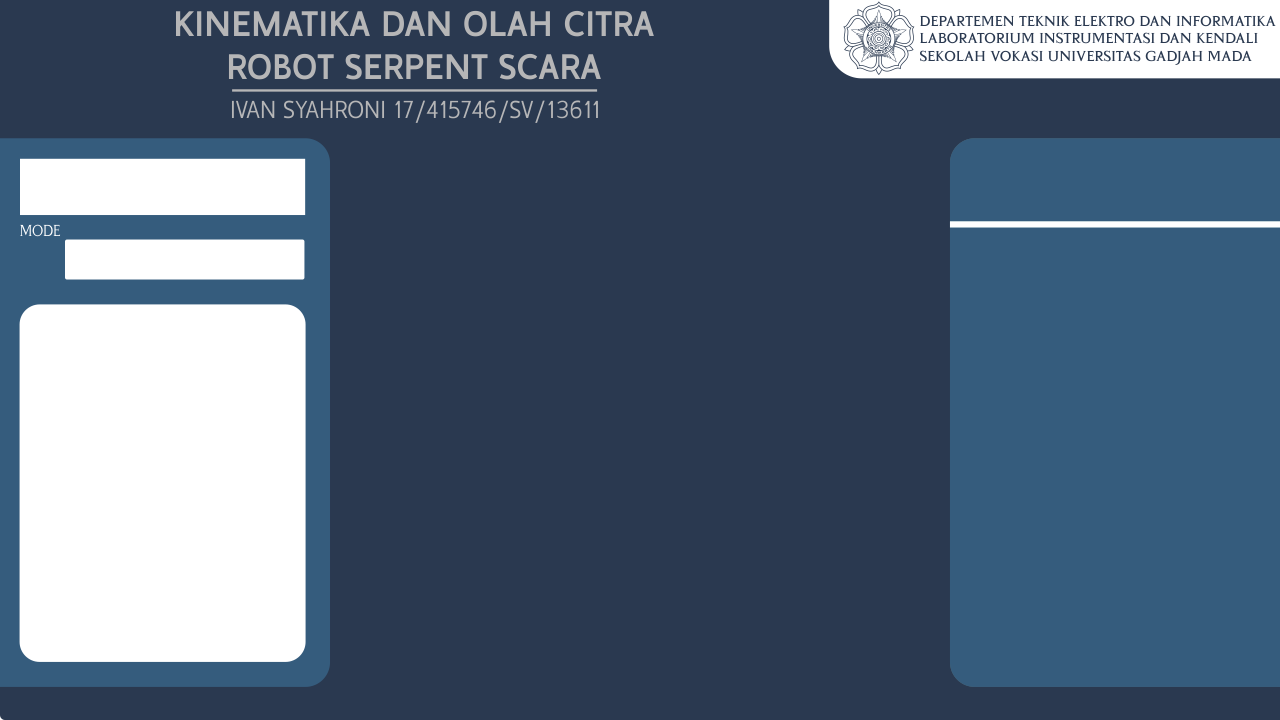 KINEMATIKA DAN OLAH CITRA
ROBOT SERPENT SCARA
IVAN SYAHRONI 17/415746/SV/13611
DEPARTEMEN TEKNIK ELEKTRO DAN INFORMATIKA
LABORATORIUM INSTRUMENTASI DAN KENDALI
SEKOLAH VOKASI UNIVERSITAS GADJAH MADA
MODE